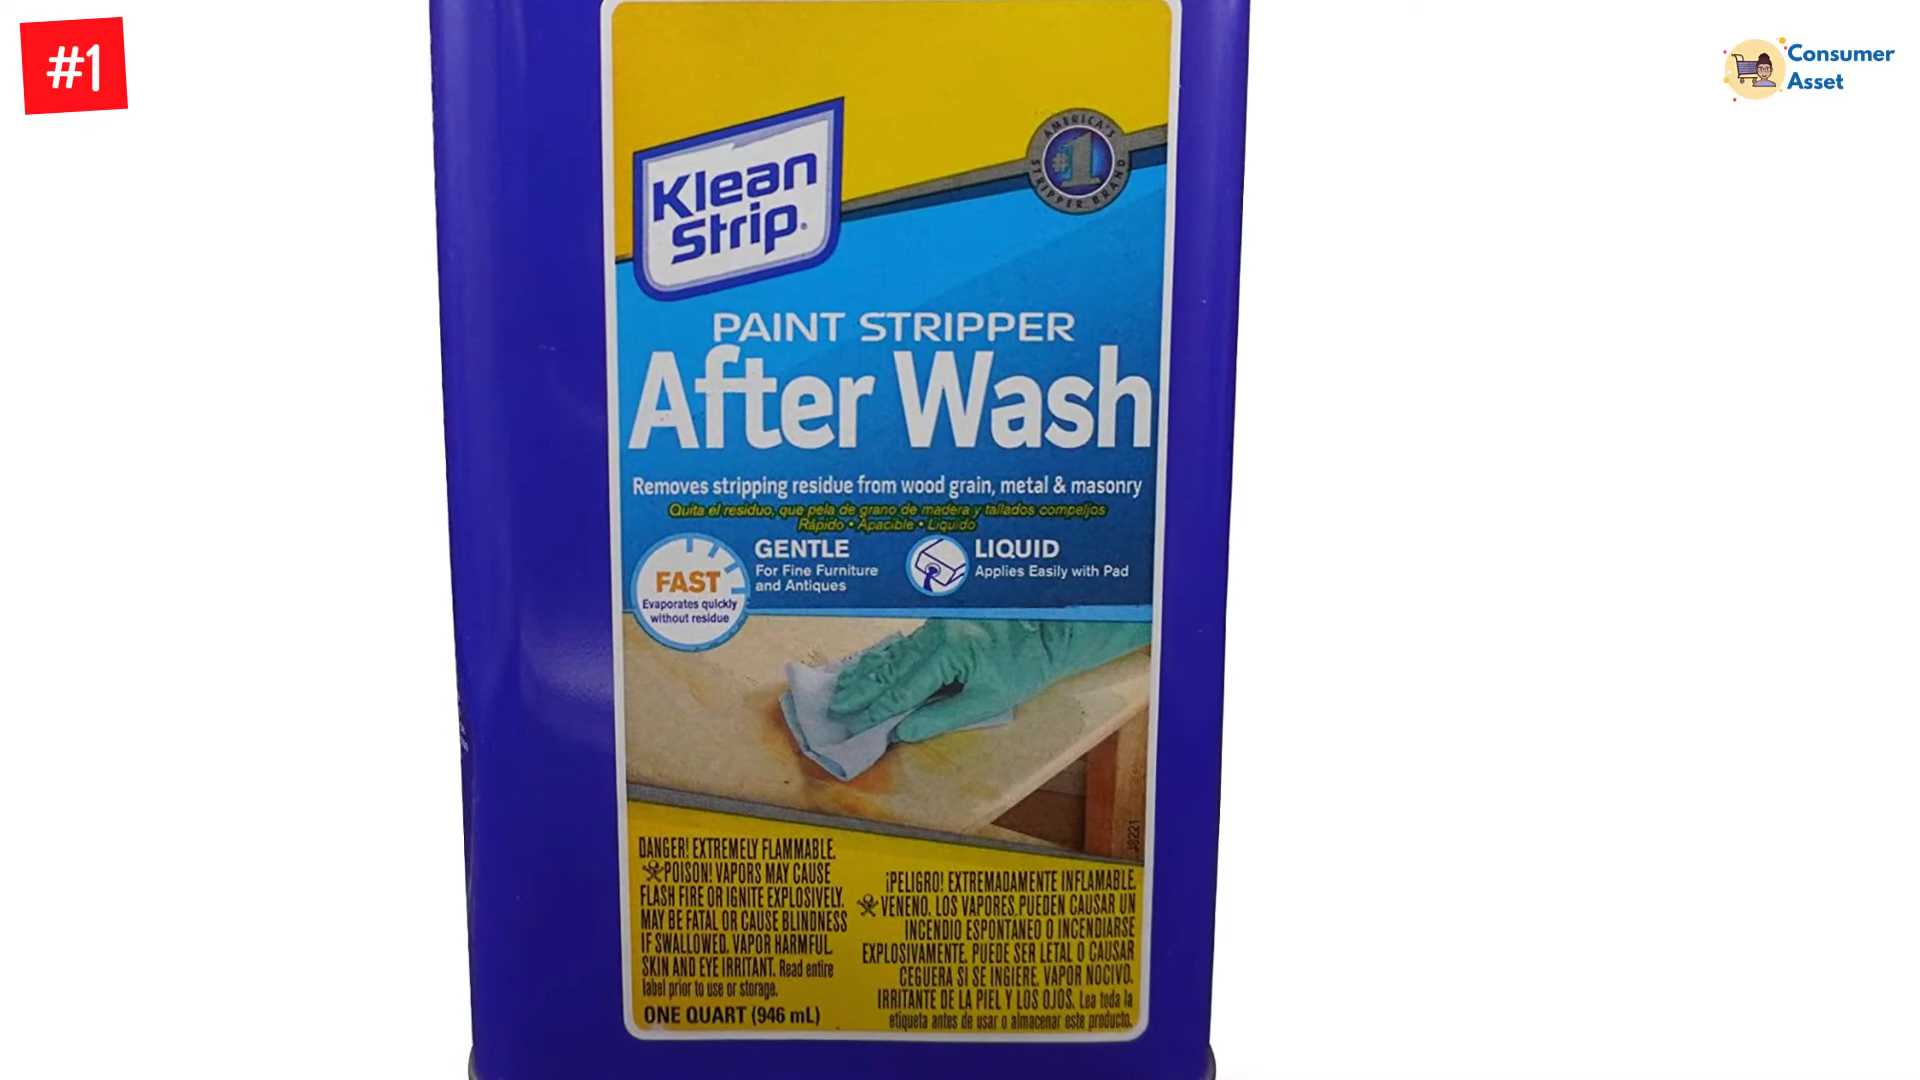 #1
Consumer
Asset
AMERICA'S
#1
STRIPPER BRAND
Klean
Strip.
PAINT STRIPPER
After Wash
Removes stripping residue from wood grain, metal & masonry
Quita el residuo, que pela de grano de madera y tallados compeljos
Rápido • Apacible • Liquido
FAST
Evaporates quickly
without residue
GENTLE
For Fine Furniture
and Antiques
LIQUID
Applies Easily with Pad
J8221
DANGER! EXTREMELY FLAMMABLE.
POISON! VAPORS MAY CAUSE
FLASH FIRE OR IGNITE EXPLOSIVELY.
MAY BE FATAL OR CAUSE BLINDNESS
IF SWALLOWED. VAPOR HARMFUL.
SKIN AND EYE IRRITANT. Read entire
label prior to use or storage.
ONE QUART (946 mL)
¡PELIGRO! EXTREMADAMENTE INFLAMABLE.
VENENO. LOS VAPORES PUEDEN CAUSAR UN
INCENDIO ESPONTANEO O INCENDIARSE
EXPLOSIVAMENTE. PUEDE SER LETAL O CAUSAR
CEGUERA SI SE INGIERE. VAPOR NOCIVO.
IRRITANTE DE LA PIEL Y LOS OJOS. Lea toda la
etiqueta antes de usar o almacenar este producto.